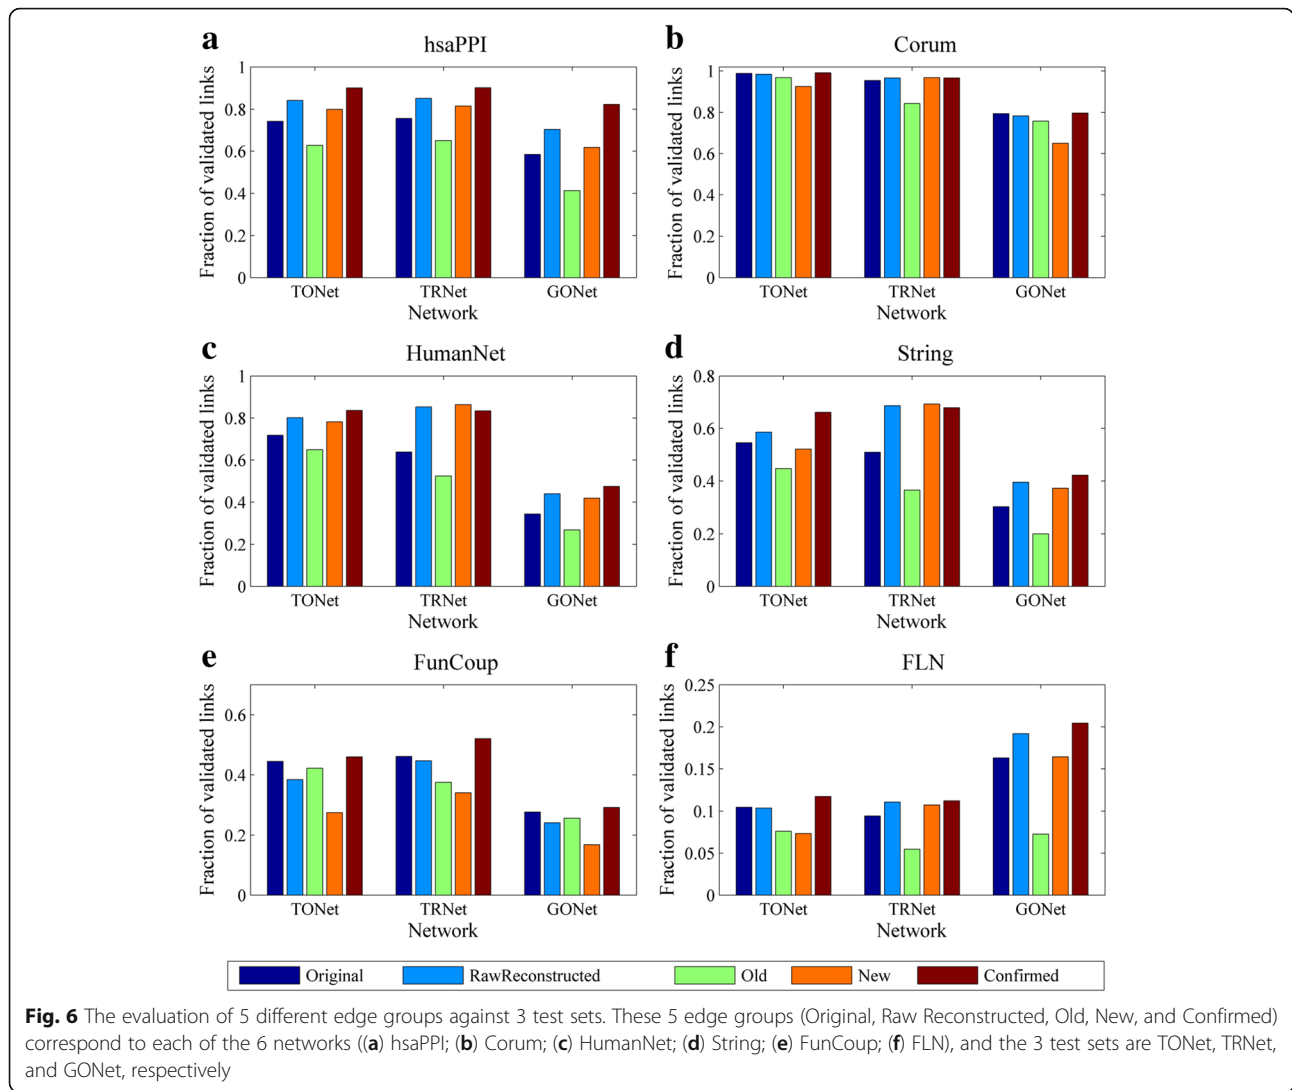 a
hsaPPI
Fraction of validated links
1
0.8
0.6
0.4
0.2
0
TONet TRNet GONet
Network
b
Corum
Fraction of validated links
1
0.8
0.6
0.4
0.2
0
TONet TRNet GONet
Network
c
HumanNet
Fraction of validated links
1
0.8
0.6
0.4
0.2
0
TONet TRNet GONet
Network
d
String
Fraction of validated links
0.8
0.6
0.4
0.2
0
TONet TRNet GONet
Network
e
FunCoup
Fraction of validated links
0.6
0.4
0.2
0
TONet TRNet GONet
Network
f
FLN
Fraction of validated links
0.25
0.2
0.15
0.1
0.05
0
TONet TRNet GONet
Network
Original RawReconstructed Old New Confirmed
Fig. 6 The evaluation of 5 different edge groups against 3 test sets. These 5 edge groups (Original, Raw Reconstructed, Old, New, and Confirmed)
correspond to each of the 6 networks ((a) hsaPPI; (b) Corum; (c) HumanNet; (d) String; (e) FunCoup; (f) FLN), and the 3 test sets are TONet, TRNet,
and GONet, respectively